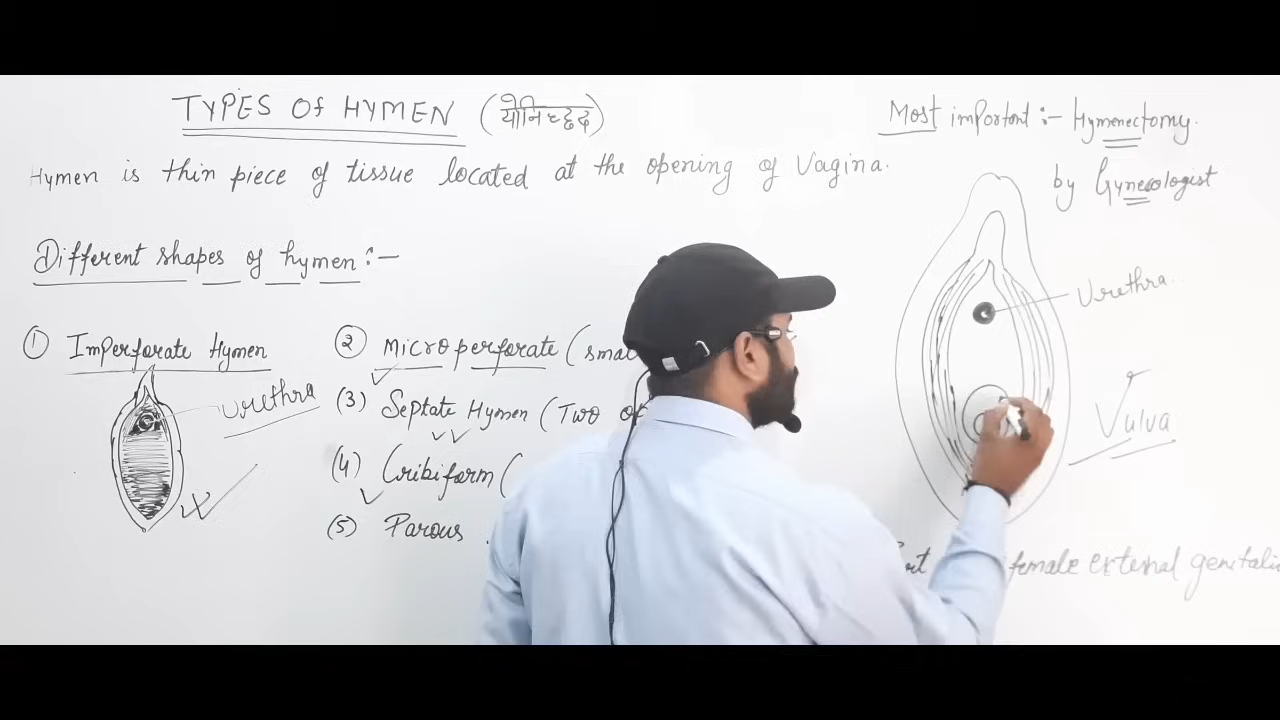 TYPES Of HYMEN (योनिच्छद)
Hymen is thin piece of tissue located at the opening of Vagina.
Different shapes of hymen :-
① Imperforate Hymen
urethra
② Microperforate (smal
(3) Septate Hymen (Two
(4) Cribiform (
(5) Parous
Most important :- Hymenectomy.
by Gynecologist
Urethra
Vulva
female external genitalia